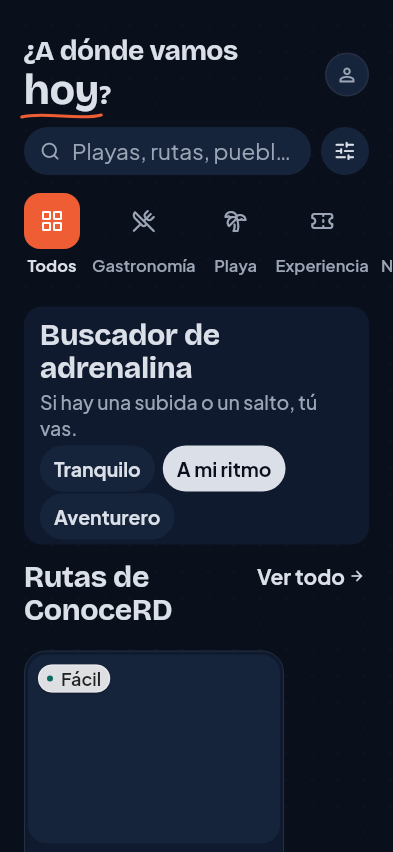 ¿A dónde vamos
hoy?
Playas, rutas, puebl...
Todos
Gastronomía
Playa
Experiencia
N
Buscador de
adrenalina
Si hay una subida o un salto, tú
vas.
Tranquilo
A mi ritmo
Aventurero
Rutas de
ConoceRD
Ver todo →
Fácil